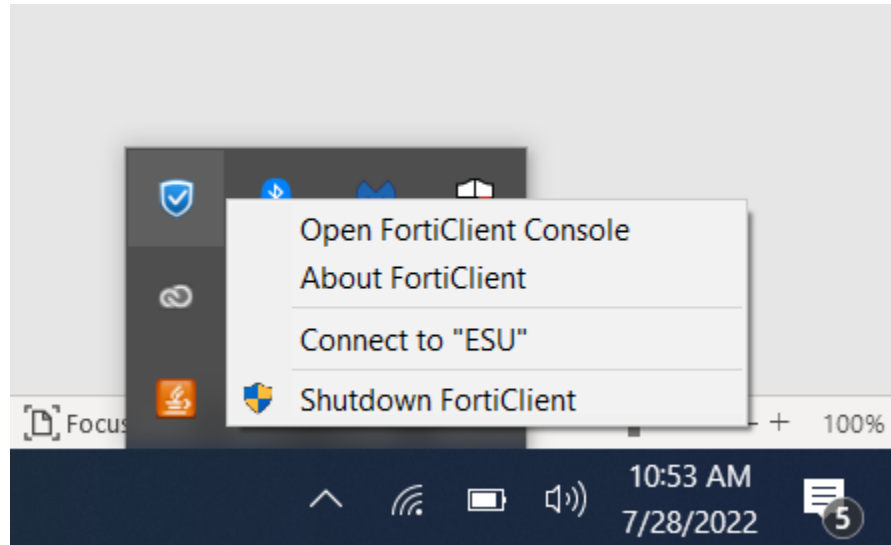 Open FortiClient Console
About FortiClient
Connect to "ESU"
Shutdown FortiClient
Focus
100%
10:53 AM
7/28/2022
5